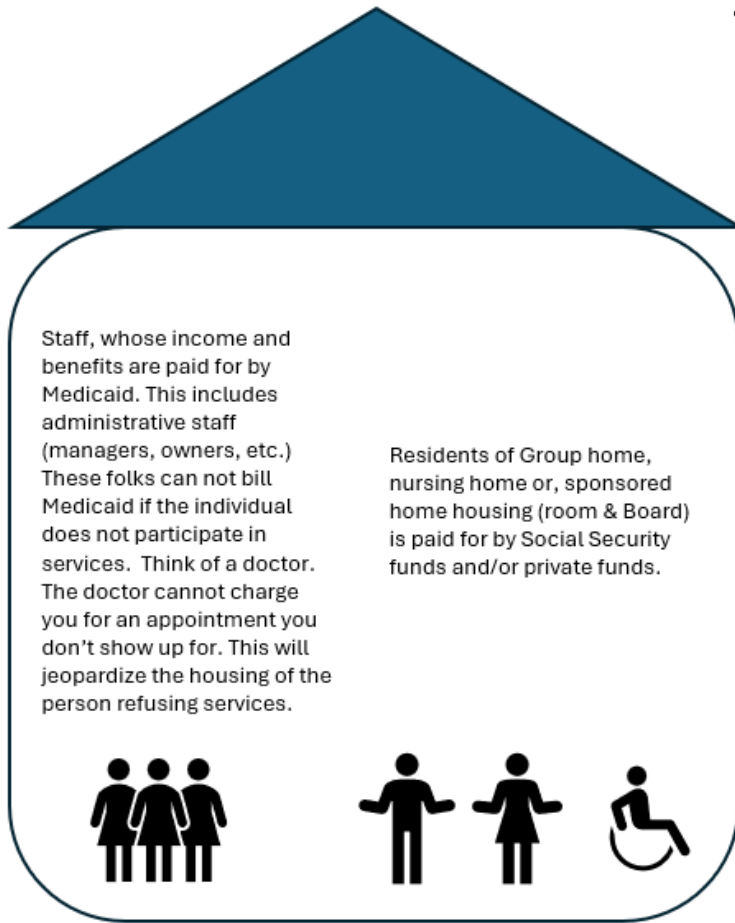 Staff, whose income and
benefits are paid for by
Medicaid. This includes
administrative staff
(managers, owners, etc.)
These folks can not bill
Medicaid if the individual
does not participate in
services.  Think of a doctor.
The doctor cannot charge
you for an appointment you
don’t show up for. This will
jeopardize the housing of the
person refusing services.
Residents of Group home,
nursing home or, sponsored
home housing (room & Board)
is paid for by Social Security
funds and/or private funds.